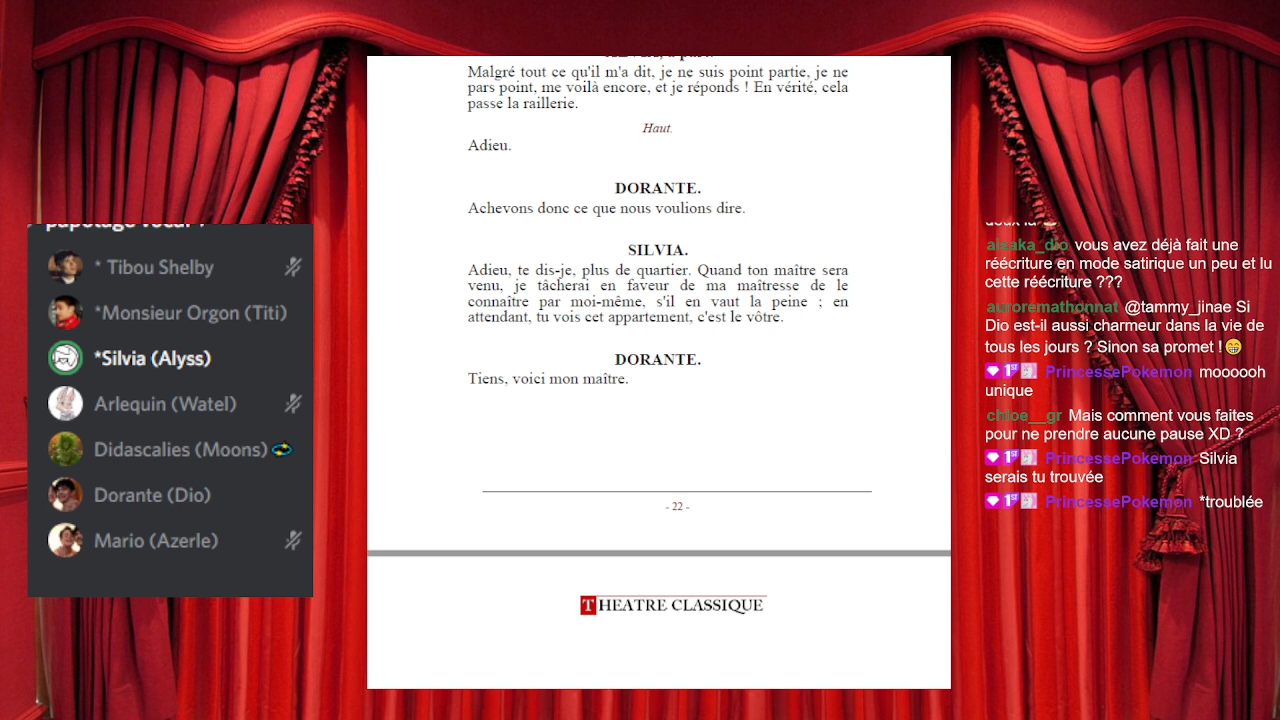 papotage vocal
* Tibou Shelby
*Monsieur Orgon (Titi)
*Silvia (Alyss)
Arlequin (Watel)
Didascalies (Moons)
Dorante (Dio)
Mario (Azerle)
Malgré tout ce qu'il m'a dit, je ne suis point partie, je ne
pars point, me voilà encore, et je réponds ! En vérité, cela
passe la raillerie.
Haut.
Adieu.
DORANTE.
Achevons donc ce que nous voulions dire.
SILVIA.
Adieu, te dis-je, plus de quartier. Quand ton maître sera
venu, je tâcherai en faveur de ma maîtresse de le
connaître par moi-même, s'il en vaut la peine ; en
attendant, tu vois cet appartement, c'est le vôtre.
DORANTE.
Tiens, voici mon maître.
- 22 -
THEATRE CLASSIQUE
aizaka_dio vous avez déjà fait une
réécriture en mode satirique un peu et lu
cette réécriture ???
auroremathonnat @tammy_jinae Si
Dio est-il aussi charmeur dans la vie de
tous les jours ? Sinon sa promet !😁
1ST PrincessePokemon moooooh
unique
chloe__gr Mais comment vous faites
pour ne prendre aucune pause XD ?
1ST PrincessePokemon Silvia
serais tu trouvée
1ST PrincessePokemon *troublée